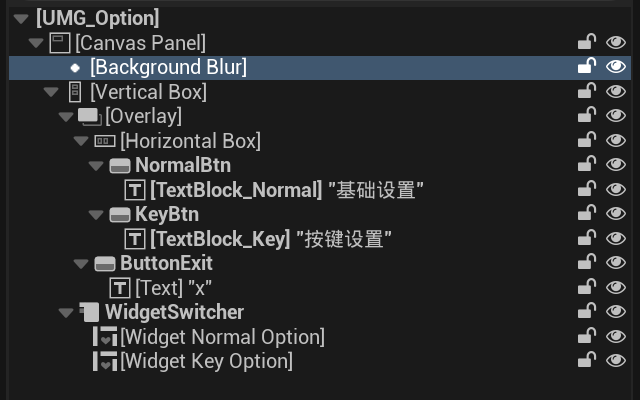 [UMG_Option]
[Canvas Panel]
[Background Blur]
[Vertical Box]
[Overlay]
[Horizontal Box]
NormalBtn
[TextBlock_Normal] "基础设置"
KeyBtn
[TextBlock_Key] "按键设置"
ButtonExit
[Text] "x"
WidgetSwitcher
[Widget Normal Option]
[Widget Key Option]